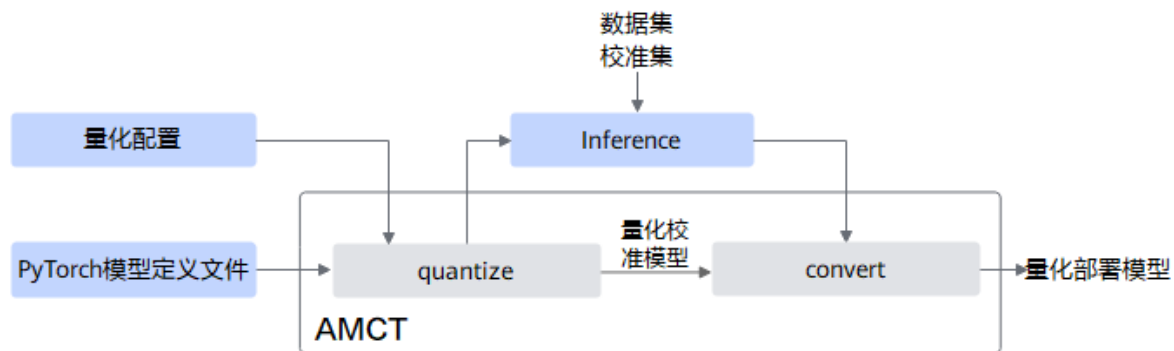 数据集
校准集
量化配置
Inference
PyTorch模型定义文件
quantize
量化校
准模型
convert
量化部署模型
AMCT